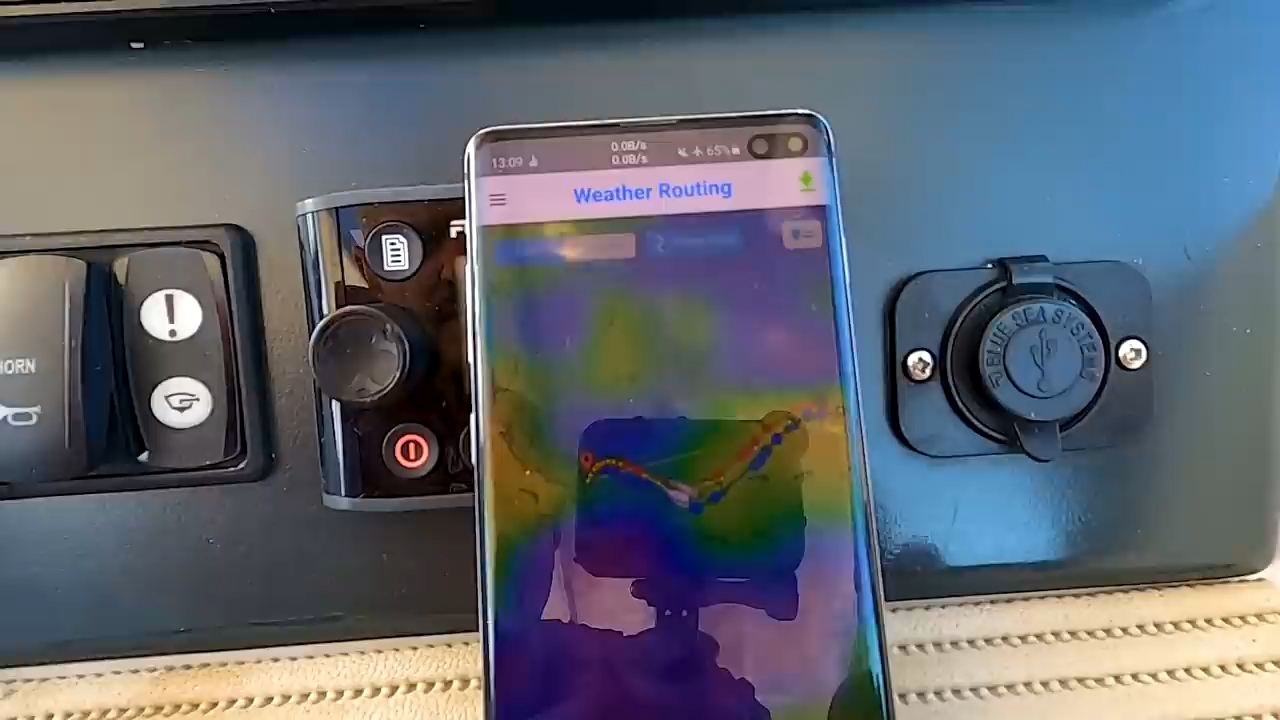 13:09
0.0B/s
0.0B/s
65%
Weather Routing
HORN
BLUE SEA SYSTEMS